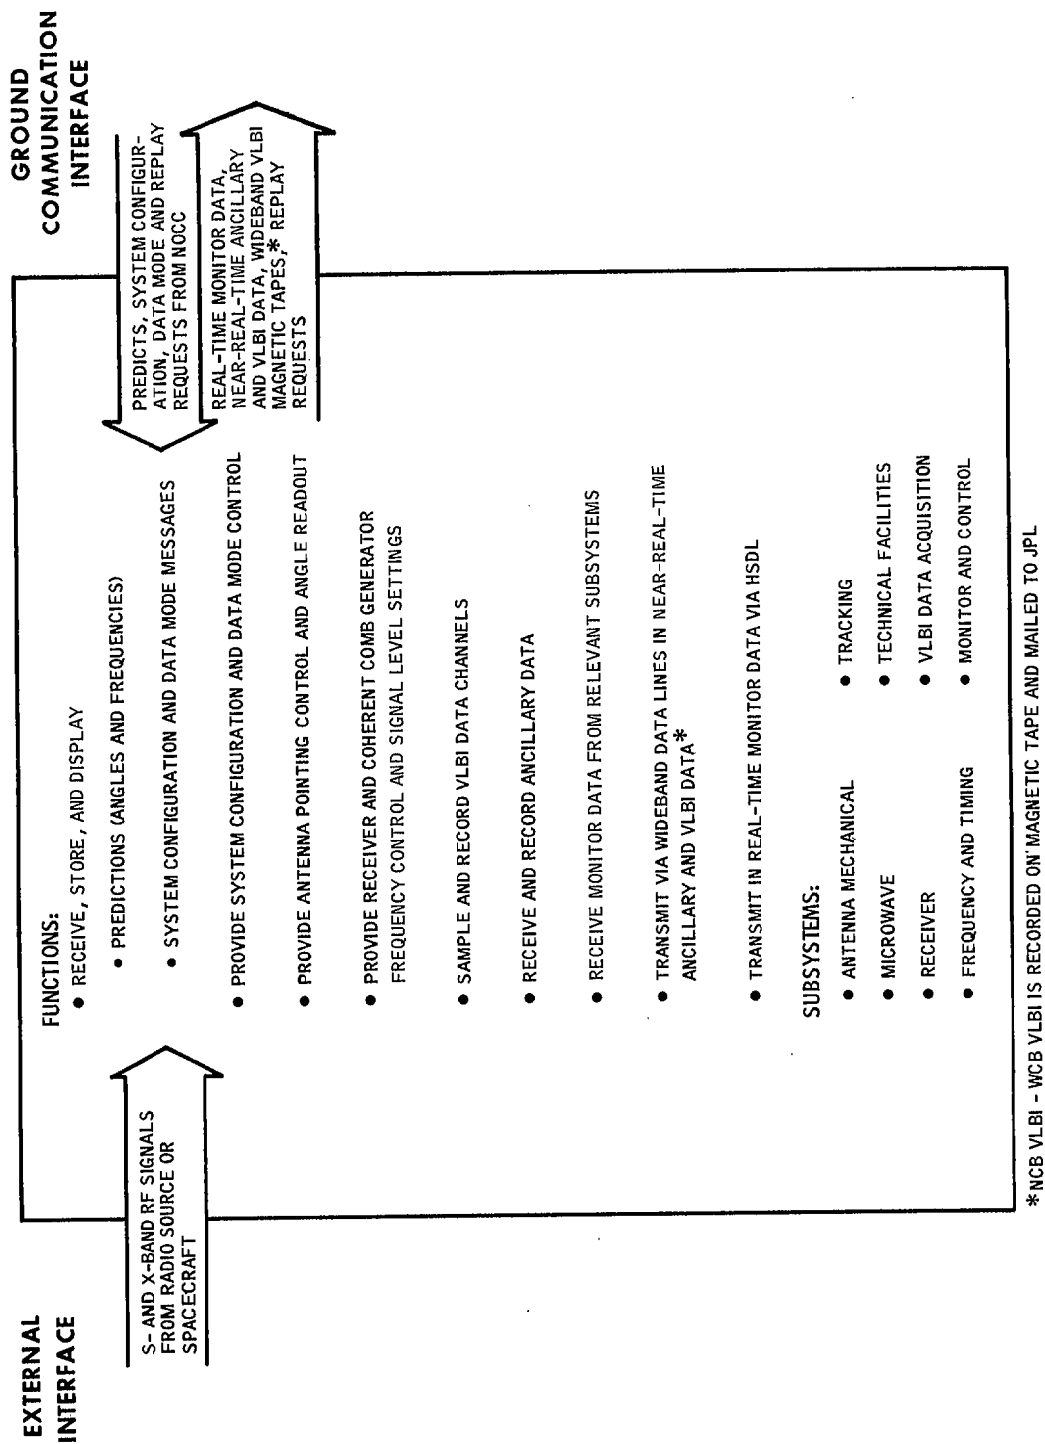 EXTERNAL
INTERFACE
S- AND X-BAND RF SIGNALS
FROM RADIO SOURCE OR
SPACECRAFT
FUNCTIONS:
● RECEIVE, STORE, AND DISPLAY
● PREDICTIONS (ANGLES AND FREQUENCIES)
● SYSTEM CONFIGURATION AND DATA MODE MESSAGES
● PROVIDE SYSTEM CONFIGURATION AND DATA MODE CONTROL
● PROVIDE ANTENNA POINTING CONTROL AND ANGLE READOUT
● PROVIDE RECEIVER AND COHERENT COMB GENERATOR
FREQUENCY CONTROL AND SIGNAL LEVEL SETTINGS
● SAMPLE AND RECORD VLBI DATA CHANNELS
● RECEIVE AND RECORD ANCILLARY DATA
● RECEIVE MONITOR DATA FROM RELEVANT SUBSYSTEMS
● TRANSMIT VIA WIDEBAND DATA LINES IN NEAR-REAL-TIME
ANCILLARY AND VLBI DATA*
● TRANSMIT IN REAL-TIME MONITOR DATA VIA HSDL
SUBSYSTEMS:
● ANTENNA MECHANICAL
● MICROWAVE
● RECEIVER
● FREQUENCY AND TIMING
● TRACKING
● TECHNICAL FACILITIES
● VLBI DATA ACQUISITION
● MONITOR AND CONTROL
GROUND
COMMUNICATION
INTERFACE
PREDICTS, SYSTEM CONFIGUR-
ATION, DATA MODE AND REPLAY
REQUESTS FROM NOCC
REAL-TIME MONITOR DATA,
NEAR-REAL-TIME ANCILLARY
AND VLBI DATA, WIDEBAND VLBI
MAGNETIC TAPES,* REPLAY
REQUESTS
*NCB VLBI - WCB VLBI IS RECORDED ON MAGNETIC TAPE AND MAILED TO JPL